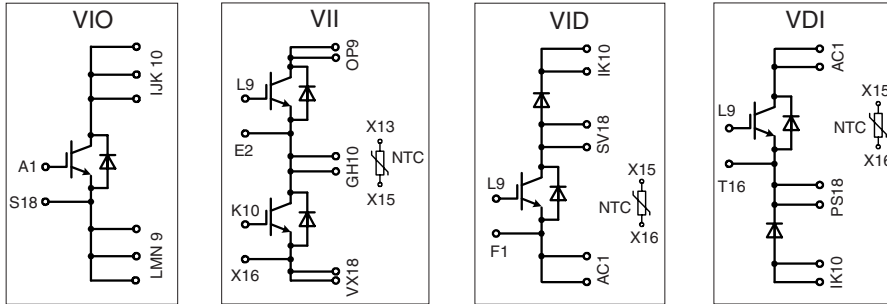 VIO
IJK 10
A1
S18
LMN 9
VII
OP9
L9
E2
X13
GH10
NTC
X15
K10
X16
VX18
VID
IK10
SV18
L9
X15
NTC
X16
F1
AC1
VDI
AC1
L9
X15
NTC
X16
T16
PS18
IK10